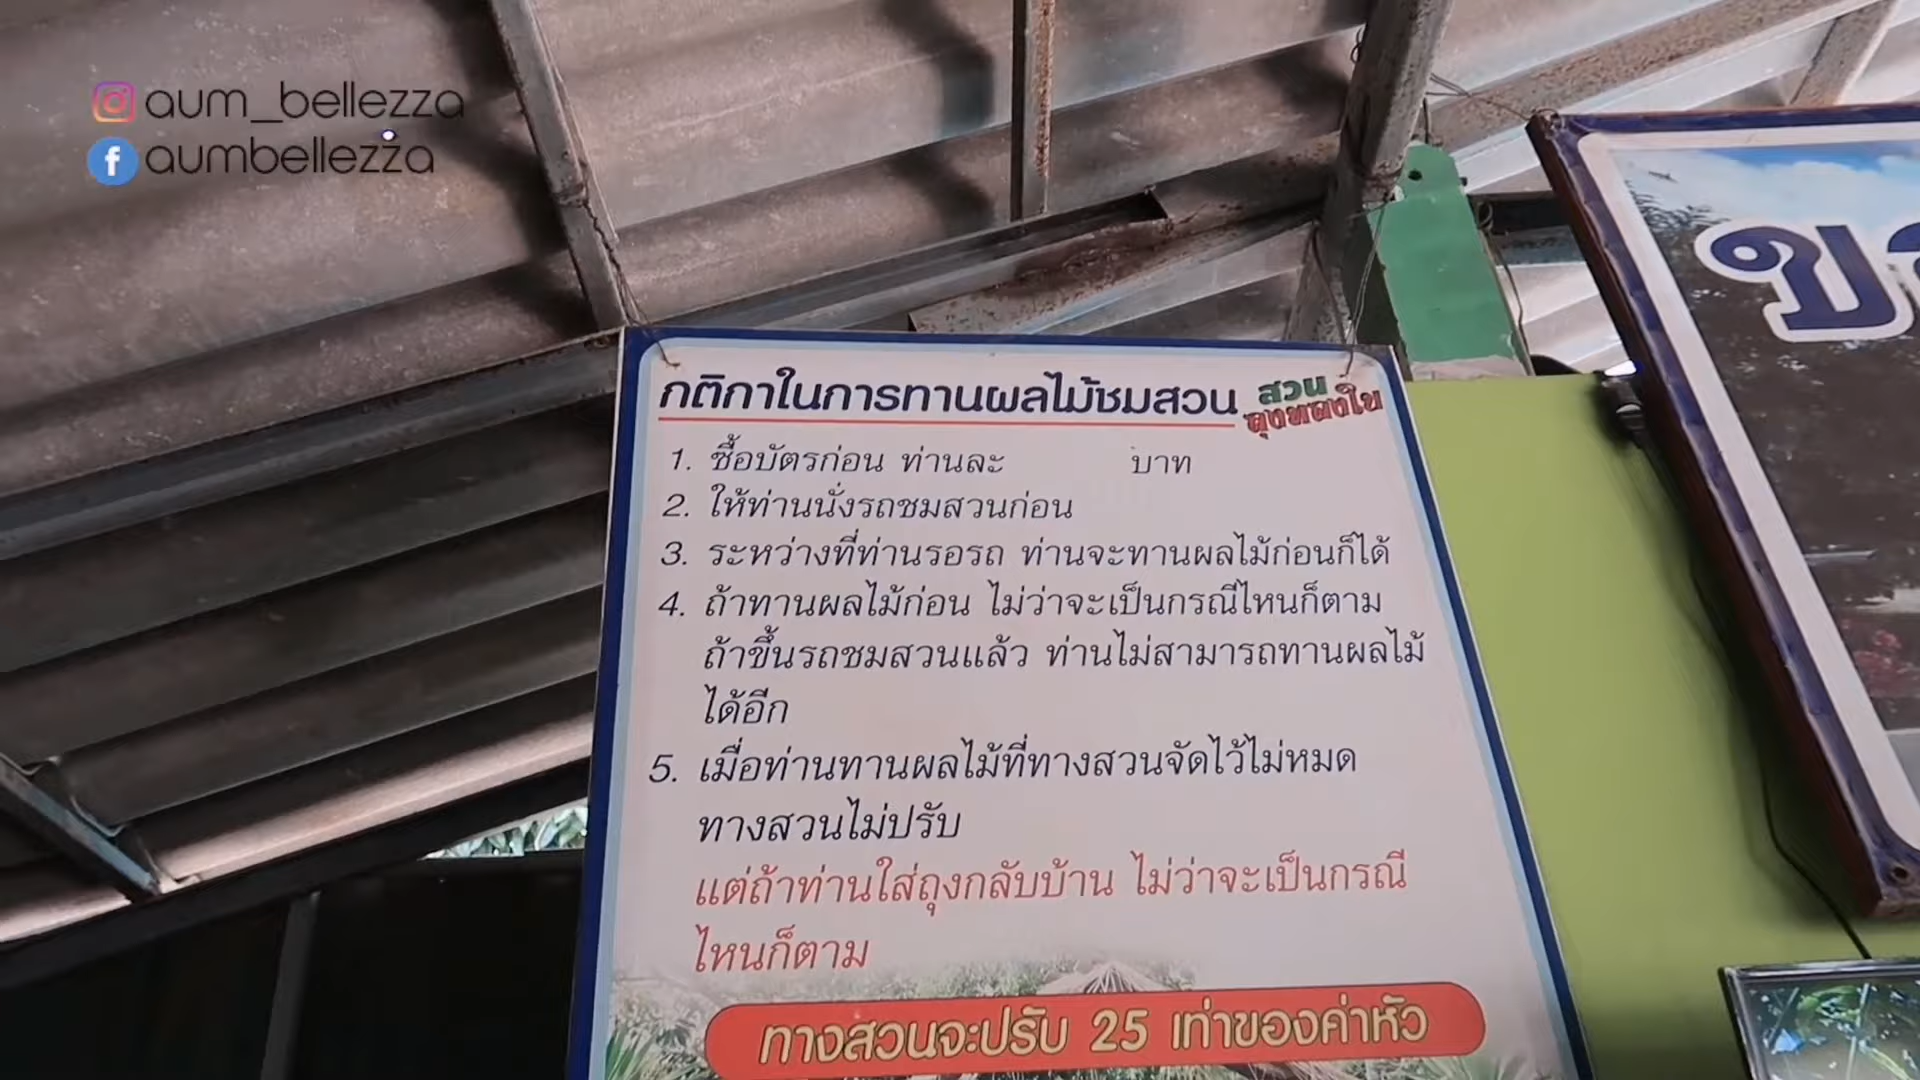 aum_bellezza
aumbellezza
กติกาในการทานผลไม้ชมสวน
สวน
ลุงทองใบ
1. ซื้อบัตรก่อน ท่านละ บาท
2. ให้ท่านนั่งรถชมสวนก่อน
3. ระหว่างที่ท่านรอรถ ท่านจะทานผลไม้ก่อนก็ได้
4. ถ้าทานผลไม้ก่อน ไม่ว่าจะเป็นกรณีไหนก็ตาม
ถ้าขึ้นรถชมสวนแล้ว ท่านไม่สามารถทานผลไม้
ได้อีก
5. เมื่อท่านทานผลไม้ที่ทางสวนจัดไว้ไม่หมด
ทางสวนไม่ปรับ
แต่ถ้าท่านใส่ถุงกลับบ้าน ไม่ว่าจะเป็นกรณี
ไหนก็ตาม
ทางสวนจะปรับ 25 เท่าของค่าหัว